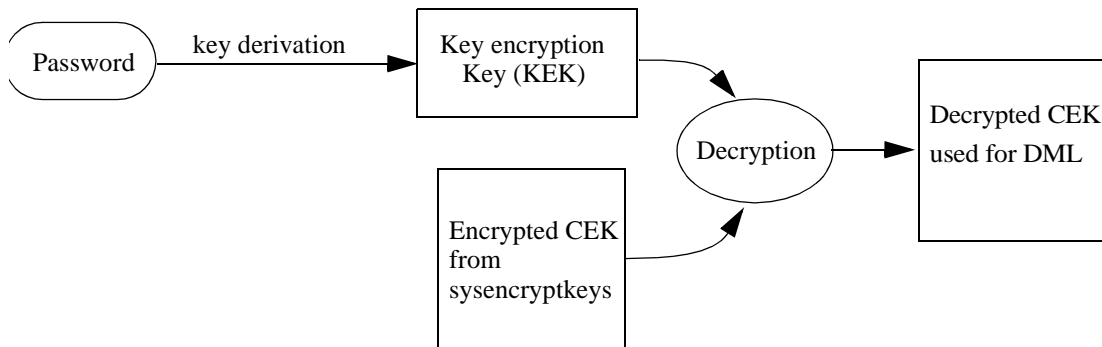 Password
key derivation
Key encryption
Key (KEK)
Decryption
Decrypted CEK
used for DML
Encrypted CEK
from
sysencryptkeys